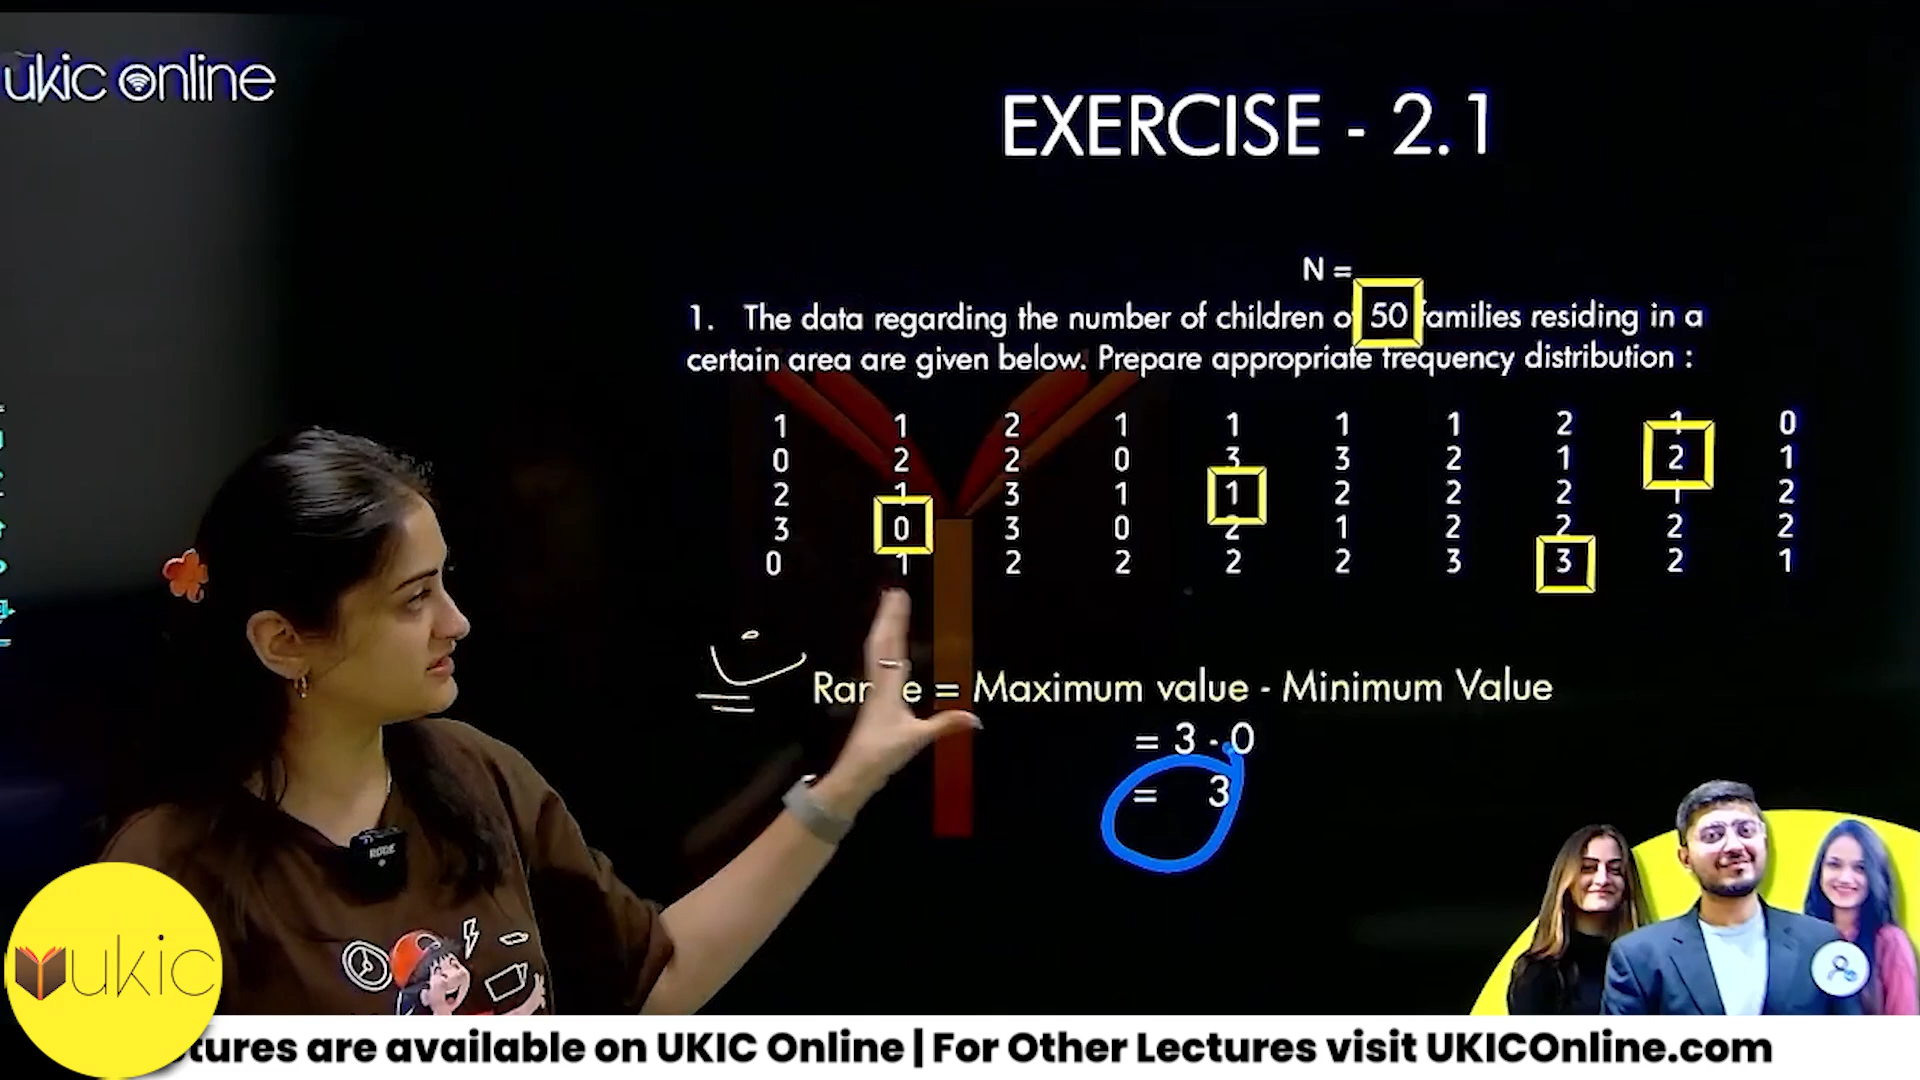 ukic online
EXERCISE - 2.1
N =
1. The data regarding the number of children o 50 families residing in a
certain area are given below. Prepare appropriate frequency distribution :
1 1 2 1 1 1 1 2 1 0
0 2 2 0 3 3 2 1 2 1
2 1 3 1 1 2 2 2 1 2
3 0 3 0 2 1 2 2 2 2
0 1 2 2 2 2 3 3 2 1
= Maximum value - Minimum Value
= 3 - 0
= 3
RODE
ukic
tures are available on UKIC Online | For Other Lectures visit UKICOnline.com